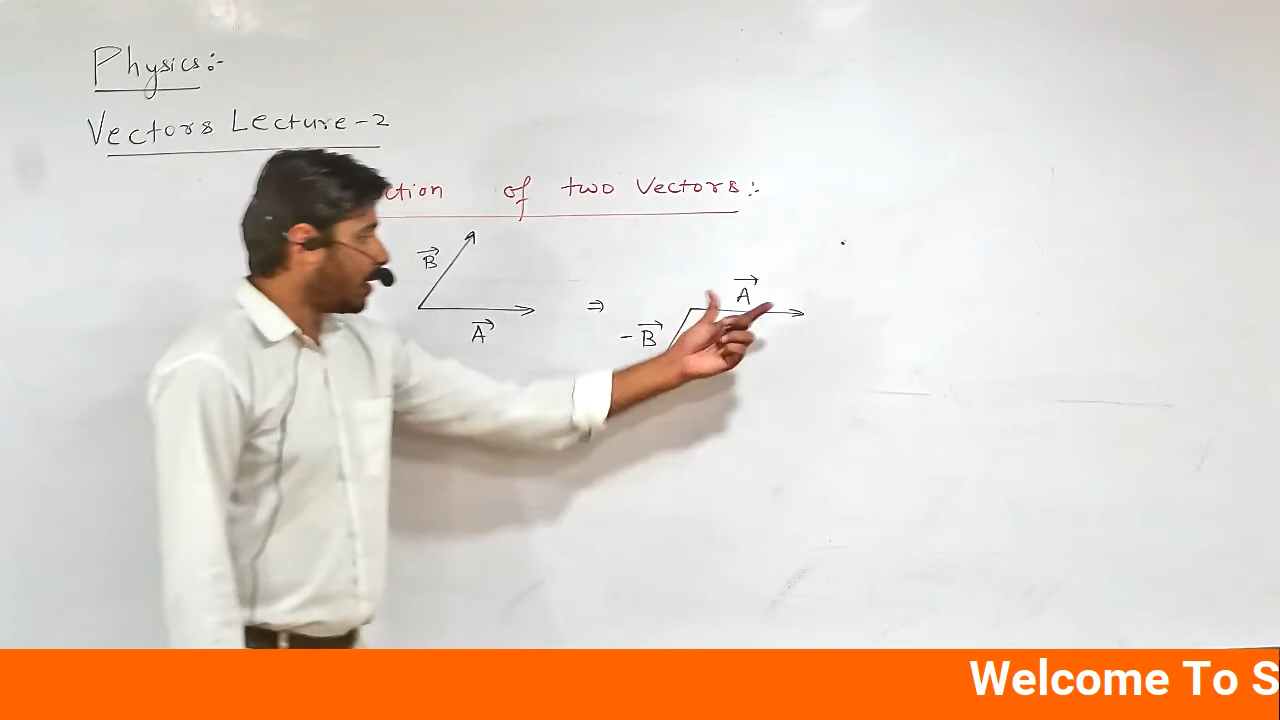 Physics:-
Vectors Lecture-2
ction of two Vectors:-
B
A
⇒
A
-B
Welcome To S